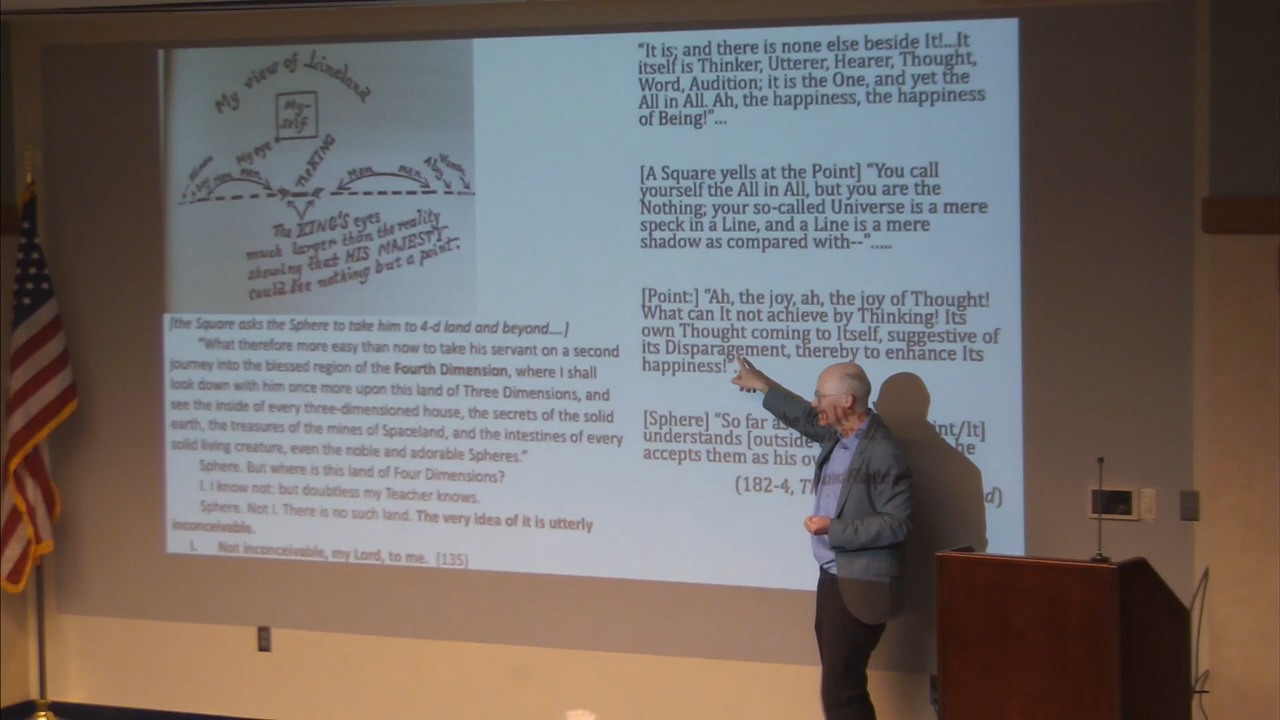 My view of Lineland
My-
self
My eye
The KING
Women
men
Men
men
The KING'S eyes
much larger than the reality
shewing that HIS MAJESTY
could see nothing but a point.
[the Square asks the Sphere to take him to 4-d land and beyond....]
"What therefore more easy than now to take his servant on a second
journey into the blessed region of the Fourth Dimension, where I shall
look down with him once more upon this land of Three Dimensions, and
see the inside of every three-dimensioned house, the secrets of the solid
earth, the treasures of the mines of Spaceland, and the intestines of every
solid living creature, even the noble and adorable Spheres."
Sphere. But where is this land of Four Dimensions?
I. I know not: but doubtless my Teacher knows.
Sphere. Not I. There is no such land. The very idea of it is utterly
inconceivable.
I. Not inconceivable, my Lord, to me. (135)
"It is; and there is none else beside It!...It
itself is Thinker, Utterer, Hearer, Thought,
Word, Audition; it is the One, and yet the
All in All. Ah, the happiness, the happiness
of Being!"...
[A Square yells at the Point] "You call
yourself the All in All, but you are the
Nothing; your so-called Universe is a mere
speck in a Line, and a Line is a mere
shadow as compared with--".....
[Point:] "Ah, the joy, ah, the joy of Thought!
What can It not achieve by Thinking! Its
own Thought coming to Itself, suggestive of
its Disparagement, thereby to enhance Its
happiness!"
[Sphere] "So far as he int/It]
understands [outside he
accepts them as his
(182-4,